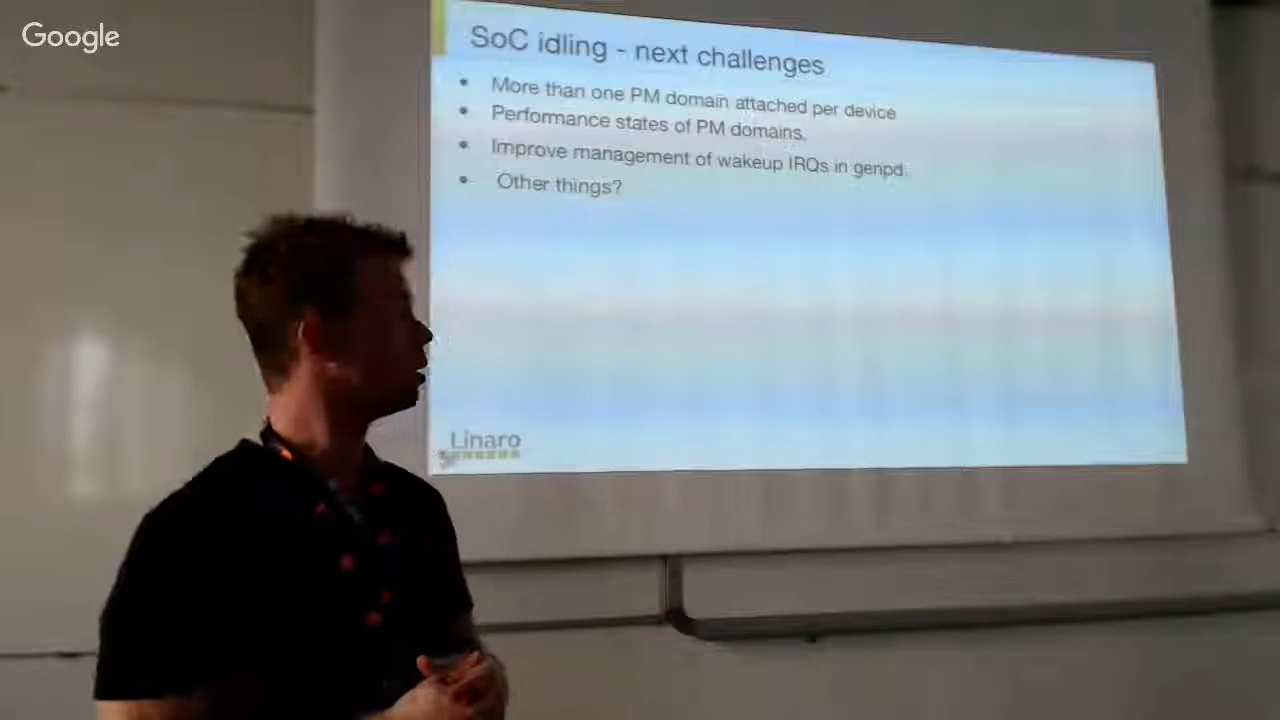 Google
SoC idling - next challenges
• More than one PM domain attached per device
• Performance states of PM domains.
• Improve management of wakeup IRQs in genpd.
• Other things?
Linaro